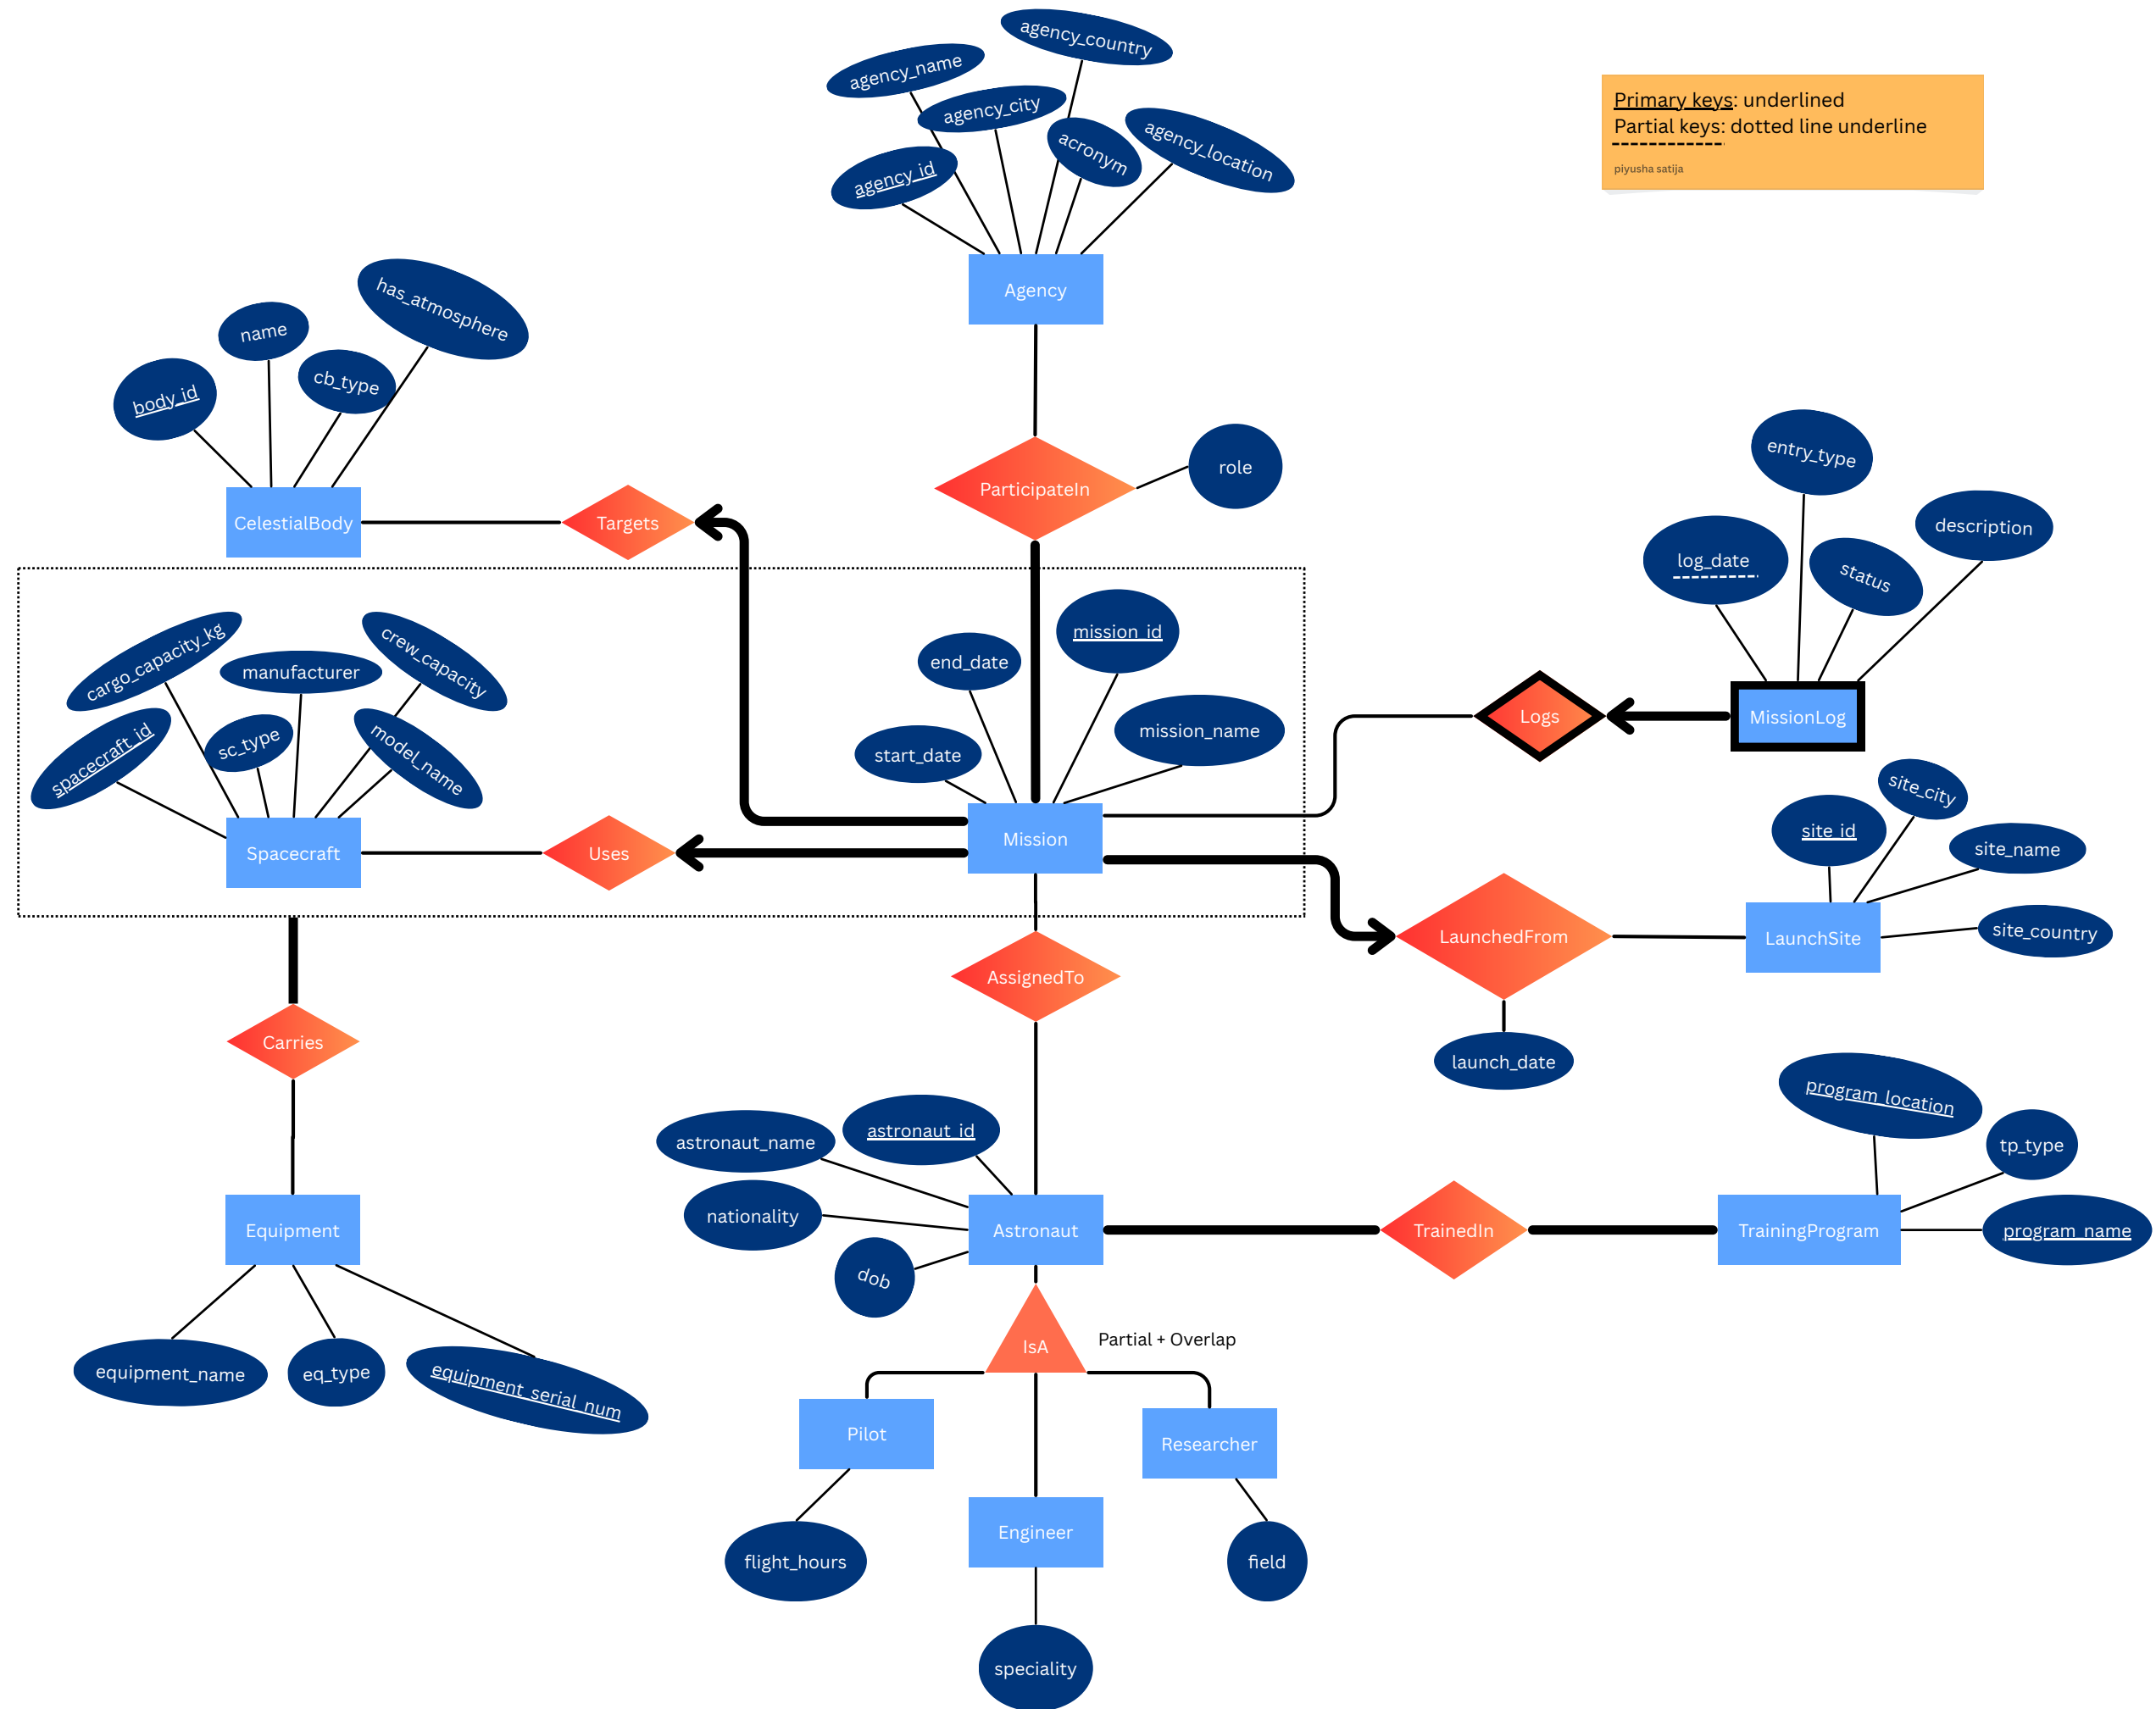 agency_country
agency_name
agency_city
acronym
agency_location
agency_id
Agency
Primary keys: underlined
Partial keys: dotted line underline
piyusha satija
has_atmosphere
name
cb_type
body_id
CelestialBody
Targets
ParticipateIn
role
entry_type
log_date
status
description
Logs
MissionLog
cargo_capacity_kg
manufacturer
crew_capacity
spacecraft_id
sc_type
model_name
Spacecraft
Uses
end_date
mission_id
start_date
mission_name
Mission
site_id
site_city
site_name
site_country
LaunchedFrom
LaunchSite
launch_date
AssignedTo
Carries
Equipment
equipment_name
eq_type
equipment_serial_num
astronaut_name
astronaut_id
nationality
dob
Astronaut
TrainedIn
TrainingProgram
program_location
tp_type
program_name
IsA
Partial + Overlap
Pilot
Researcher
Engineer
flight_hours
field
speciality